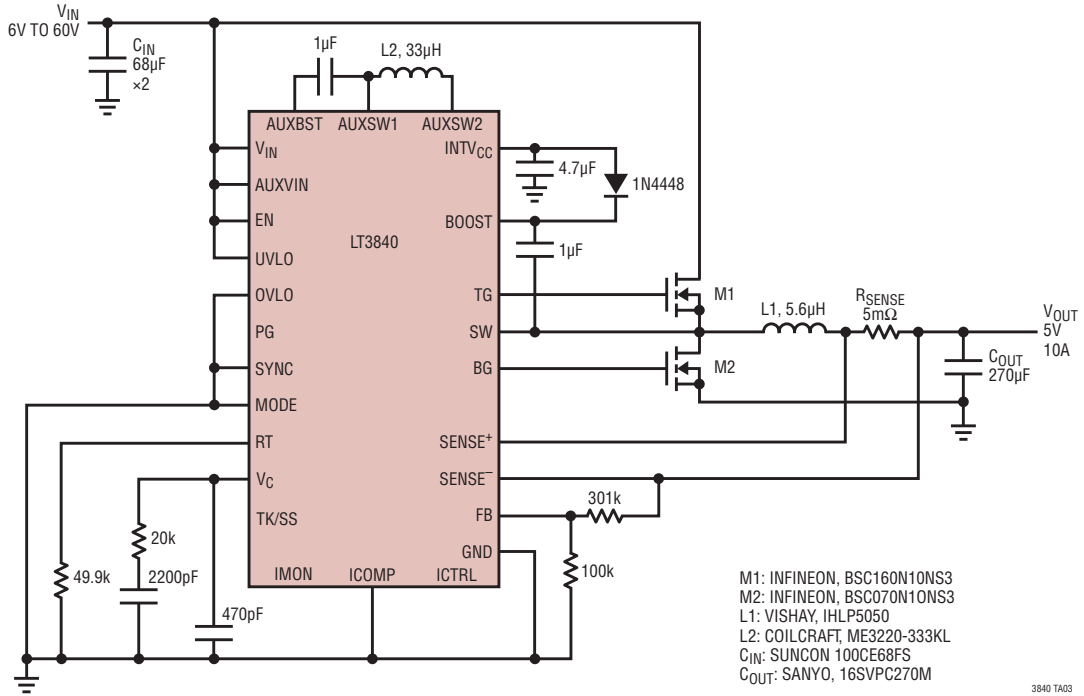 VIN
6V TO 60V
CIN
68µF
×2
1µF
L2, 33µH
AUXBST AUXSW1 AUXSW2
VIN
AUXVIN
EN
UVLO
OVLO
PG
SYNC
MODE
RT
VC
TK/SS
LT3840
INTVCC
BOOST
TG
SW
BG
SENSE+
SENSE–
FB
GND
IMON ICOMP ICTRL
4.7µF
1N4448
1µF
M1
M2
L1, 5.6µH
RSENSE
5mΩ
VOUT
5V
10A
COUT
270µF
301k
100k
20k
2200pF
49.9k
470pF
M1: INFINEON, BSC160N10NS3
M2: INFINEON, BSC070N1ONS3
L1: VISHAY, IHLP5050
L2: COILCRAFT, ME3220-333KL
CIN: SUNCON 100CE68FS
COUT: SANYO, 16SVPC270M
3840 TA03